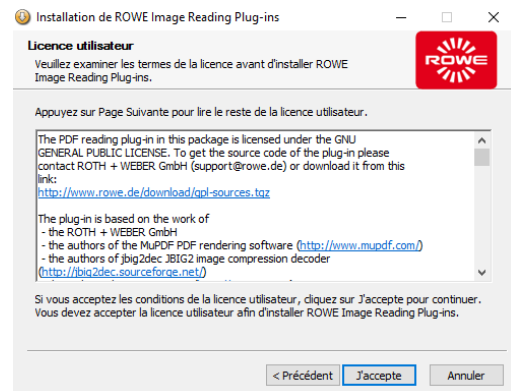 Installation de ROWE Image Reading Plug-ins
Licence utilisateur
Veuillez examiner les termes de la licence avant d'installer ROWE
Image Reading Plug-ins.
ROWE
Appuyez sur Page Suivante pour lire le reste de la licence utilisateur.
The PDF reading plug-in in this package is licensed under the GNU
GENERAL PUBLIC LICENSE. To get the source code of the plug-in please
contact ROTH + WEBER GmbH (support@rowe.de) or download it from this
link:
http://www.rowe.de/download/gpl-sources.tgz
The plug-in is based on the work of
- the ROTH + WEBER GmbH
- the authors of the MuPDF PDF rendering software (http://www.mupdf.com/)
- the authors of jbig2dec JBIG2 image compression decoder
(http://jbig2dec.sourceforge.net/)
Si vous acceptez les conditions de la licence utilisateur, cliquez sur J'accepte pour continuer.
Vous devez accepter la licence utilisateur afin d'installer ROWE Image Reading Plug-ins.
< Précédent
J'accepte
Annuler